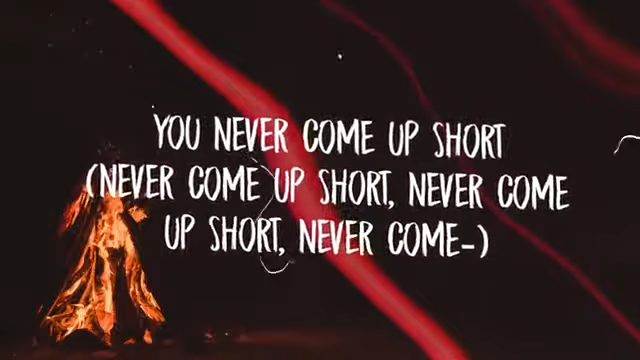 YOU NEVER COME UP SHORT
(NEVER COME UP SHORT, NEVER COME
UP SHORT, NEVER COME-)